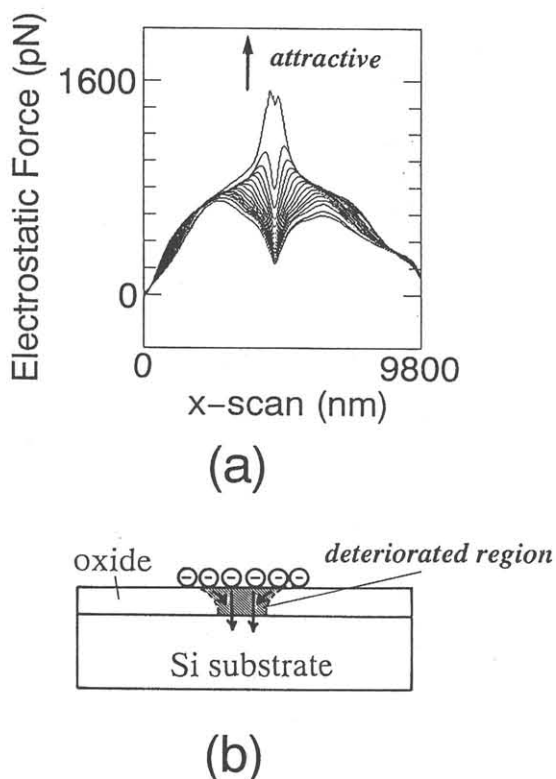 Electrostatic Force (pN)
1600
0
attractive
0
9800
x-scan (nm)
(a)
oxide
deteriorated region
− − − − − −
Si substrate
(b)